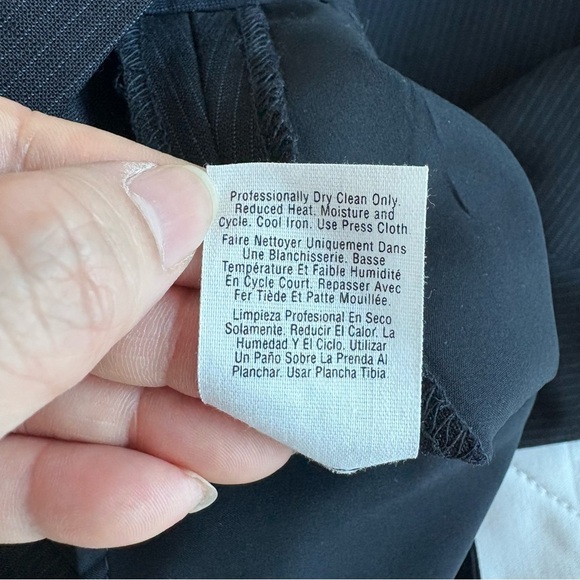 Professionally Dry Clean Only.
Reduced Heat. Moisture and
Cycle. Cool Iron. Use Press Cloth
Faire Nettoyer Uniquement Dans
Une Blanchisserie. Basse
Température Et Faible Humidité
En Cycle Court. Repasser Avec
Fer Tiède Et Patte Mouillée.
Limpieza Profesional En Seco
Solamente. Reducir El Calor. La
Humedad Y El Ciclo. Utilizar
Un Paño Sobre La Prenda Al
Planchar. Usar Plancha Tibia.